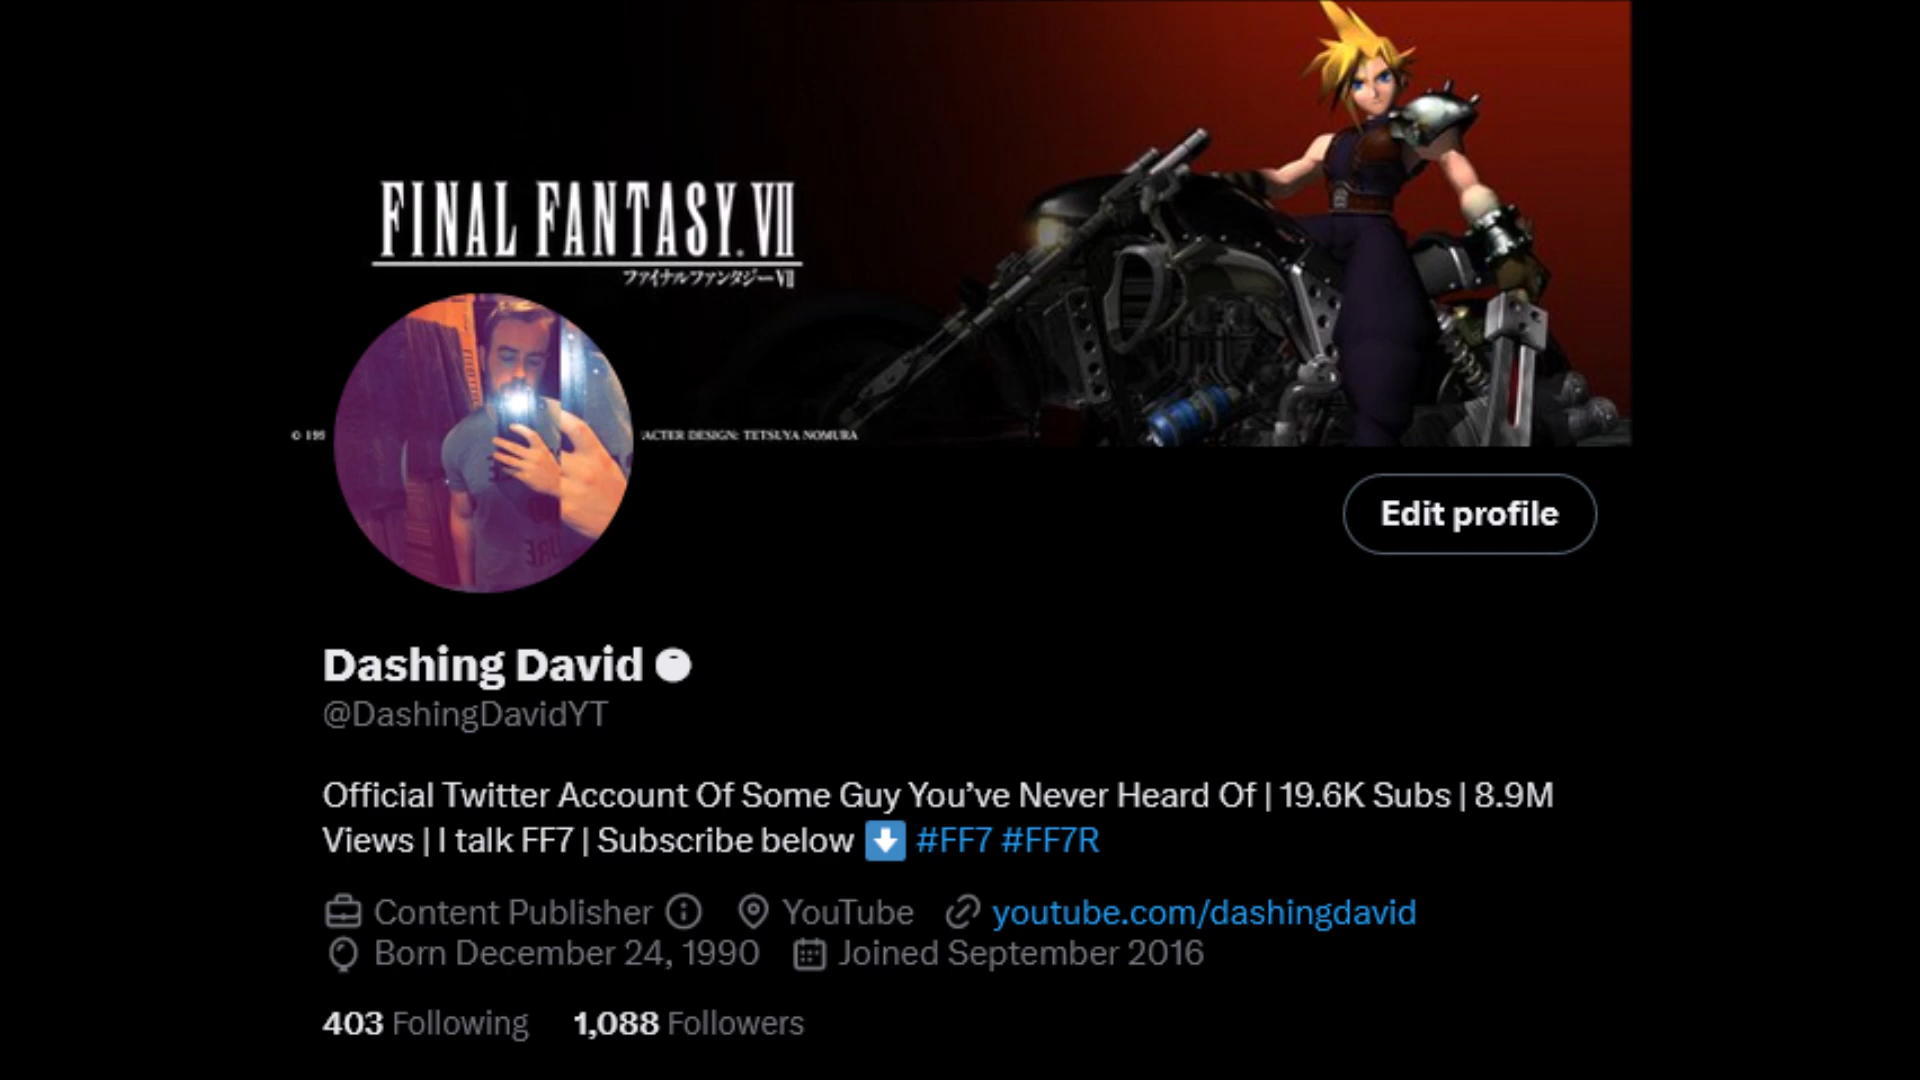 FINAL FANTASY. VII
ファイナルファンタジーVII
© 199
ACTER DESIGN: TETSUYA NOMURA
Edit profile
Dashing David
@DashingDavidYT
Official Twitter Account Of Some Guy You’ve Never Heard Of | 19.6K Subs | 8.9M
Views | I talk FF7 | Subscribe below ⬇️ #FF7 #FF7R
Content Publisher YouTube youtube.com/dashingdavid
Born December 24, 1990 Joined September 2016
403 Following 1,088 Followers